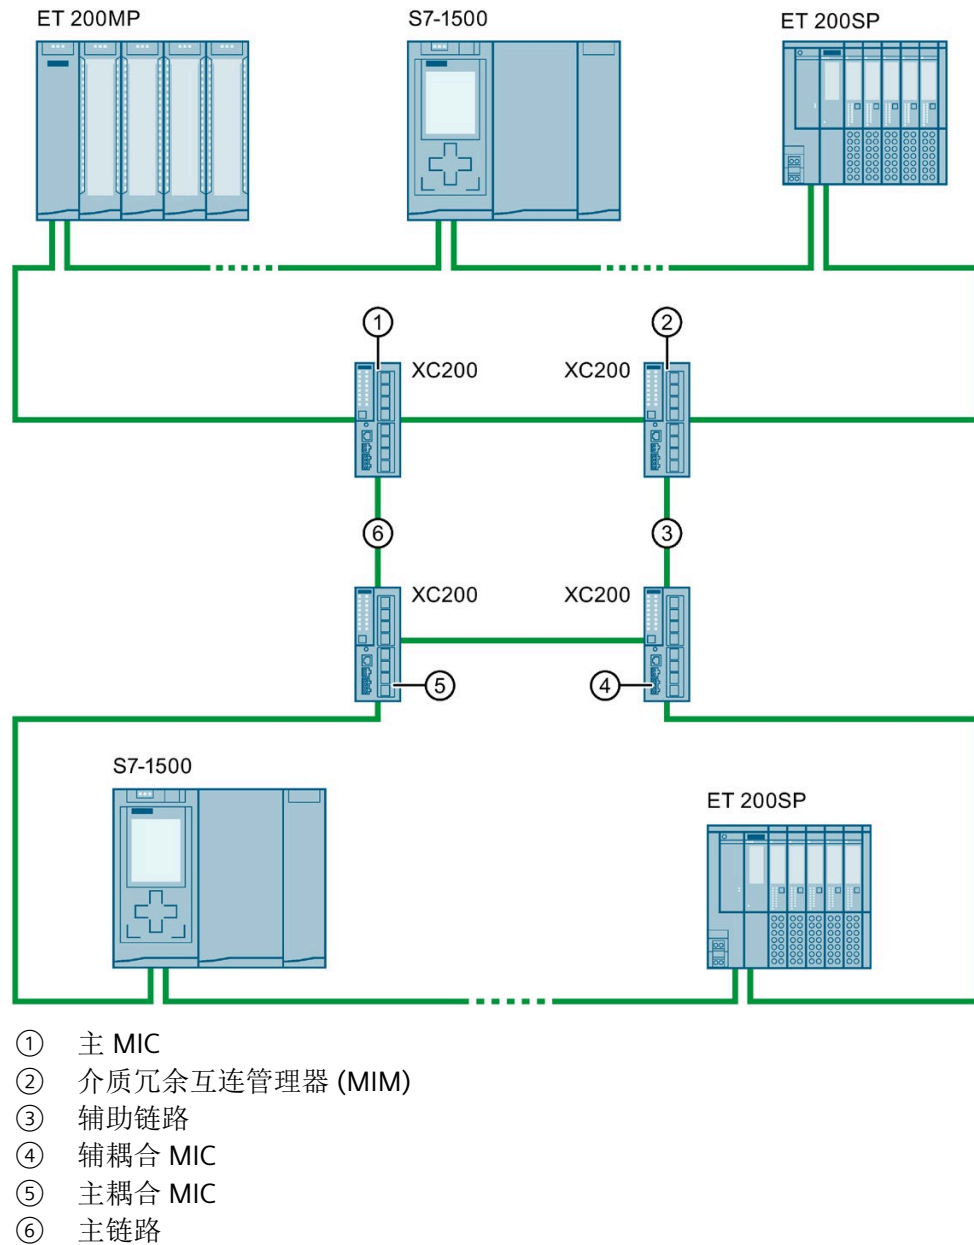 ET 200MP
S7-1500
ET 200SP
①
②
XC200
XC200
⑥
③
XC200
XC200
⑤
④
S7-1500
ET 200SP
① 主 MIC
② 介质冗余互连管理器 (MIM)
③ 辅助链路
④ 辅耦合 MIC
⑤ 主耦合 MIC
⑥ 主链路